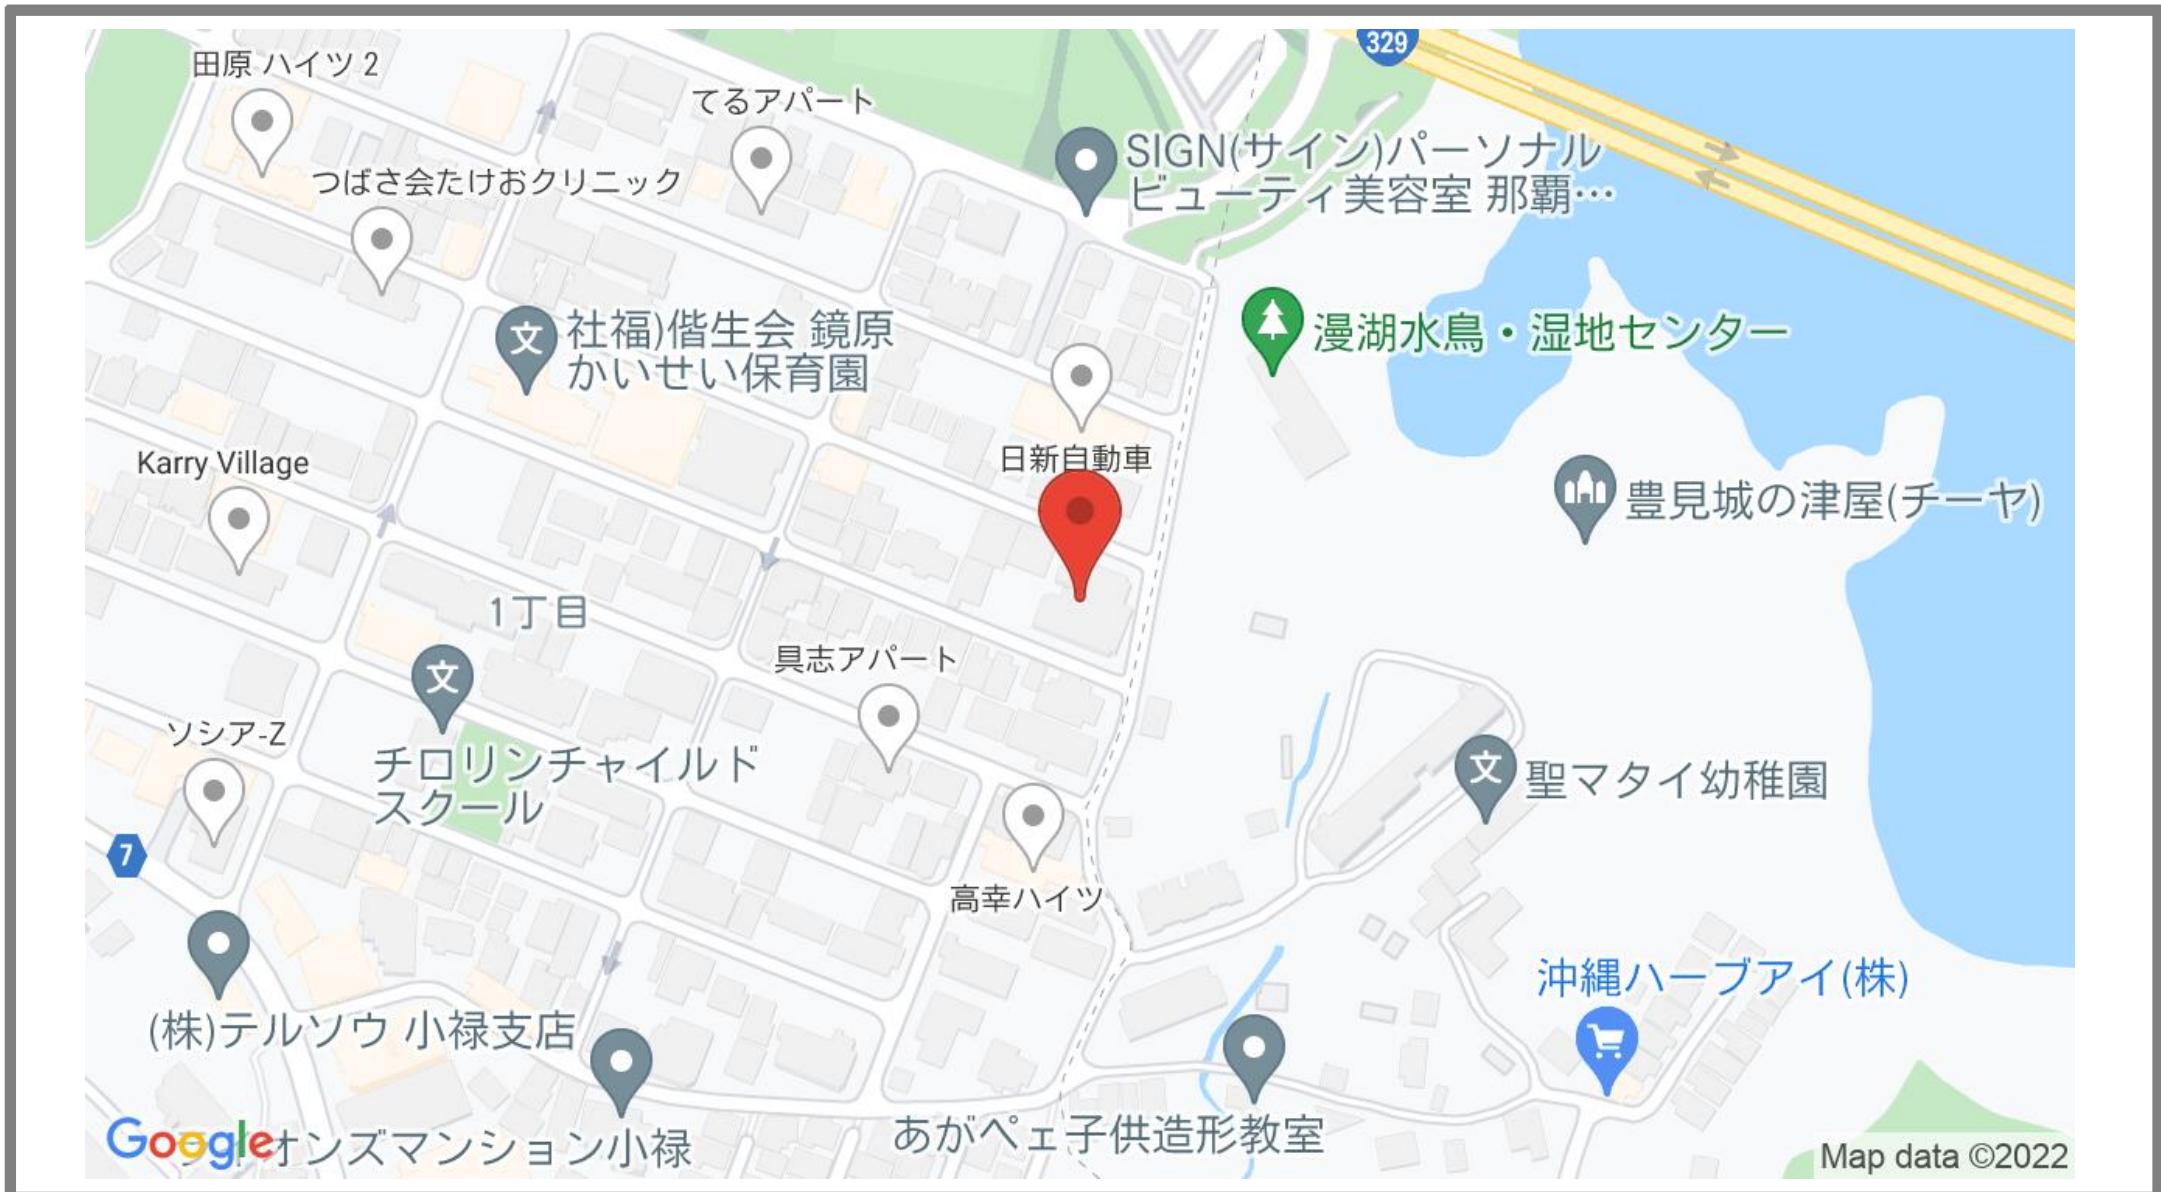 329
田原 ハイツ 2
てるアパート
SIGN(サイン)パーソナル
ビューティ美容室 那覇…
つばさ会たけおクリニック
社福)偕生会 鏡原
かいせい保育園
漫湖水鳥・湿地センター
日新自動車
Karry Village
豊見城の津屋(チーヤ)
1丁目
具志アパート
ソシア-Z
チロリンチャイルド
スクール
聖マタイ幼稚園
7
高幸ハイツ
沖縄ハーブアイ(株)
(株)テルソウ 小禄支店
あがペェ子供造形教室
Google
オンズマンション小禄
Map data ©2022